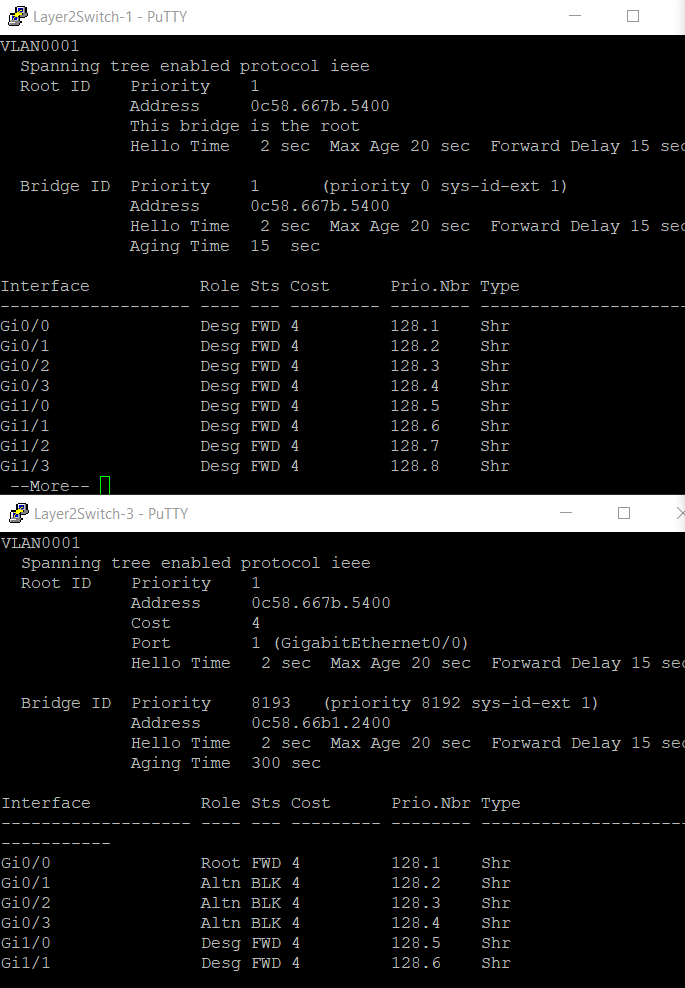 Layer2Switch-1 - PuTTY
VLAN0001
  Spanning tree enabled protocol ieee
  Root ID    Priority    1
             Address     0c58.667b.5400
             This bridge is the root
             Hello Time   2 sec  Max Age 20 sec  Forward Delay 15 sec

  Bridge ID  Priority    1      (priority 0 sys-id-ext 1)
             Address     0c58.667b.5400
             Hello Time   2 sec  Max Age 20 sec  Forward Delay 15 sec
             Aging Time  15  sec

Interface           Role Sts Cost      Prio.Nbr Type
------------------- ---- --- --------- -------- ---------------------
Gi0/0               Desg FWD 4         128.1    Shr
Gi0/1               Desg FWD 4         128.2    Shr
Gi0/2               Desg FWD 4         128.3    Shr
Gi0/3               Desg FWD 4         128.4    Shr
Gi1/0               Desg FWD 4         128.5    Shr
Gi1/1               Desg FWD 4         128.6    Shr
Gi1/2               Desg FWD 4         128.7    Shr
Gi1/3               Desg FWD 4         128.8    Shr
 --More--
Layer2Switch-3 - PuTTY
VLAN0001
  Spanning tree enabled protocol ieee
  Root ID    Priority    1
             Address     0c58.667b.5400
             Cost        4
             Port        1 (GigabitEthernet0/0)
             Hello Time   2 sec  Max Age 20 sec  Forward Delay 15 sec

  Bridge ID  Priority    8193   (priority 8192 sys-id-ext 1)
             Address     0c58.66b1.2400
             Hello Time   2 sec  Max Age 20 sec  Forward Delay 15 sec
             Aging Time  300 sec

Interface           Role Sts Cost      Prio.Nbr Type
------------------- ---- --- --------- -------- ---------------------
-----------
Gi0/0               Root FWD 4         128.1    Shr
Gi0/1               Altn BLK 4         128.2    Shr
Gi0/2               Altn BLK 4         128.3    Shr
Gi0/3               Altn BLK 4         128.4    Shr
Gi1/0               Desg FWD 4         128.5    Shr
Gi1/1               Desg FWD 4         128.6    Shr